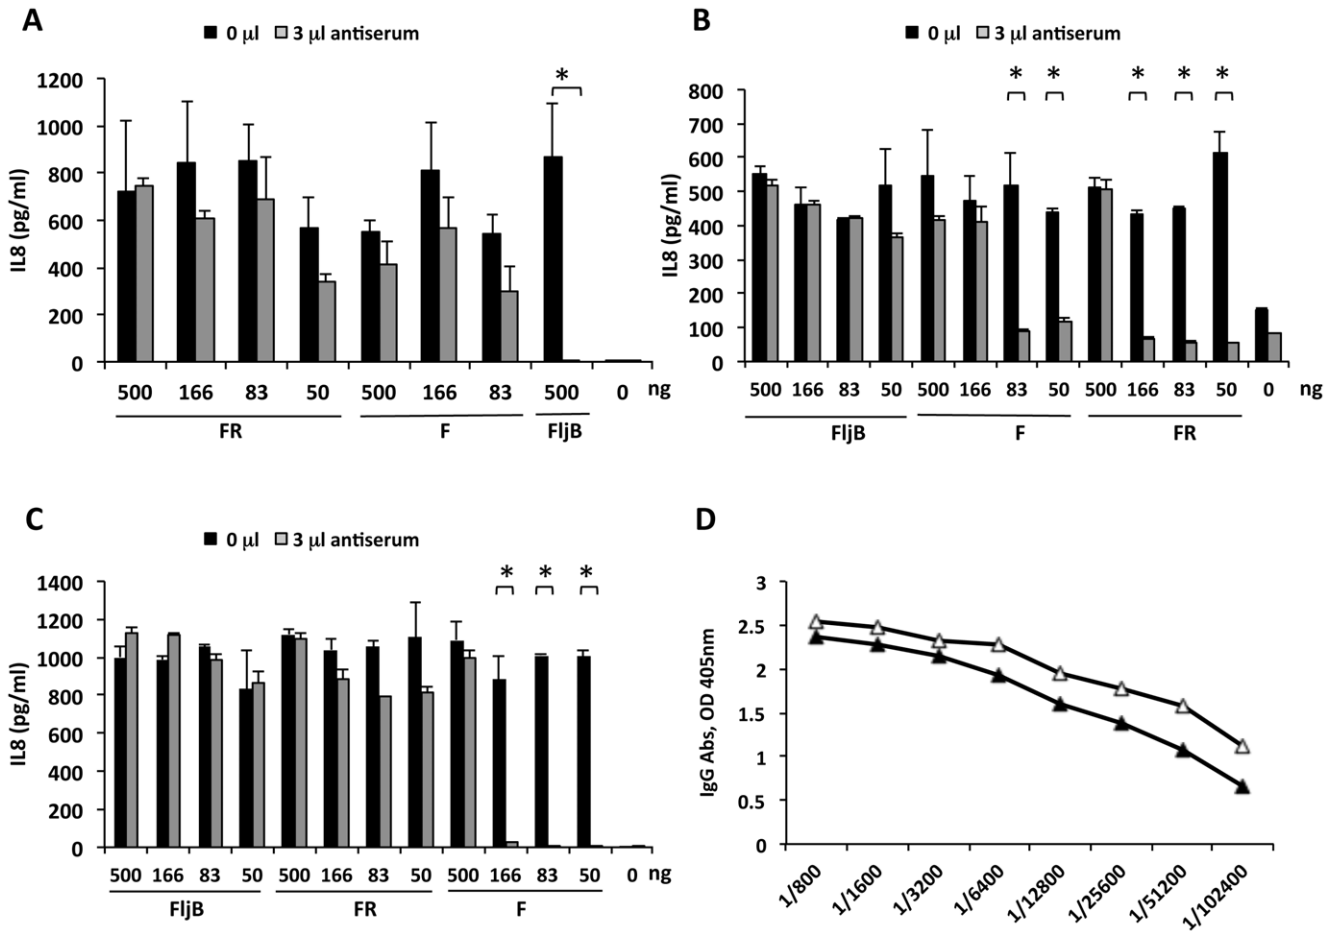 A
0 µl 3 µl antiserum
IL8 (pg/ml)
1200
1000
800
600
400
200
0
*
500 166 83 50 500 166 83 500 0 ng
FR F FljB
B
0 µl 3 µl antiserum
IL8 (pg/ml)
800
700
600
500
400
300
200
100
0
* * * * *
500 166 83 50 500 166 83 50 500 166 83 50 0 ng
FljB F FR
C
0 µl 3 µl antiserum
IL8 (pg/ml)
1400
1200
1000
800
600
400
200
0
* * *
500 166 83 50 500 166 83 50 500 166 83 50 0 ng
FljB FR F
D
IgG Abs, OD 405nm
3
2.5
2
1.5
1
0.5
0
1/800 1/1600 1/3200 1/6400 1/12800 1/25600 1/51200 1/102400